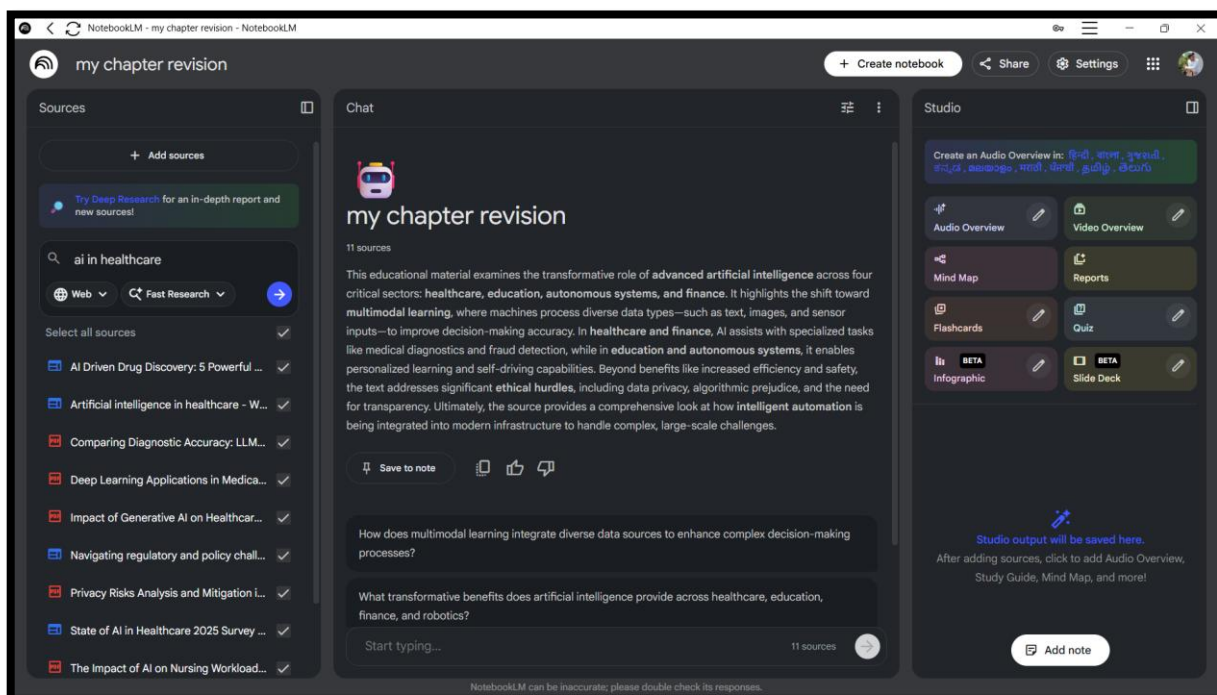 NotebookLM - my chapter revision - NotebookLM
my chapter revision
+ Create notebook
Share
Settings
Sources
+ Add sources
Try Deep Research for an in-depth report and
new sources!
ai in healthcare
Web
Fast Research
Select all sources
AI Driven Drug Discovery: 5 Powerful ...
Artificial intelligence in healthcare - W...
Comparing Diagnostic Accuracy: LLM...
Deep Learning Applications in Medica...
Impact of Generative AI on Healthcar...
Navigating regulatory and policy chall...
Privacy Risks Analysis and Mitigation i...
State of AI in Healthcare 2025 Survey ...
The Impact of AI on Nursing Workload...
Chat
my chapter revision
11 sources
This educational material examines the transformative role of advanced artificial intelligence across four
critical sectors: healthcare, education, autonomous systems, and finance. It highlights the shift toward
multimodal learning, where machines process diverse data types—such as text, images, and sensor
inputs—to improve decision-making accuracy. In healthcare and finance, AI assists with specialized tasks
like medical diagnostics and fraud detection, while in education and autonomous systems, it enables
personalized learning and self-driving capabilities. Beyond benefits like increased efficiency and safety,
the text addresses significant ethical hurdles, including data privacy, algorithmic prejudice, and the need
for transparency. Ultimately, the source provides a comprehensive look at how intelligent automation is
being integrated into modern infrastructure to handle complex, large-scale challenges.
Save to note
How does multimodal learning integrate diverse data sources to enhance complex decision-making
processes?
What transformative benefits does artificial intelligence provide across healthcare, education,
finance, and robotics?
Start typing...
11 sources
Studio
Create an Audio Overview in: हिन्दी, বাংলা, ગુજરાતી,
ಕನ್ನಡ, മലയാളം, मराठी, ਪੰਜਾਬੀ, தமிழ், తెలుగు
Audio Overview
Video Overview
Mind Map
Reports
Flashcards
Quiz
BETA
Infographic
BETA
Slide Deck
Studio output will be saved here.
After adding sources, click to add Audio Overview,
Study Guide, Mind Map, and more!
Add note
NotebookLM can be inaccurate; please double check its responses.